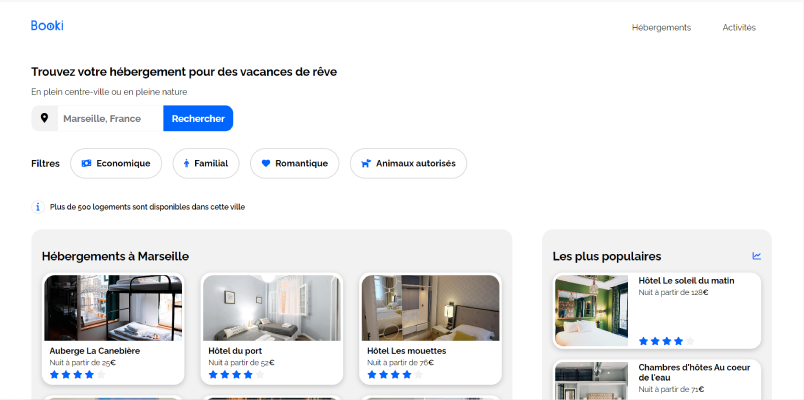 Booki
Hébergements
Activités
Trouvez votre hébergement pour des vacances de rêve
En plein centre-ville ou en pleine nature
Marseille, France
Rechercher
Filtres
Economique
Familial
Romantique
Animaux autorisés
Plus de 500 logements sont disponibles dans cette ville
Hébergements à Marseille
Auberge La Canebière
Nuit à partir de 25€
Hôtel du port
Nuit à partir de 52€
Hôtel Les mouettes
Nuit à partir de 76€
Les plus populaires
Hôtel Le soleil du matin
Nuit à partir de 128€
Chambres d'hôtes Au coeur
de l'eau
Nuit à partir de 71€